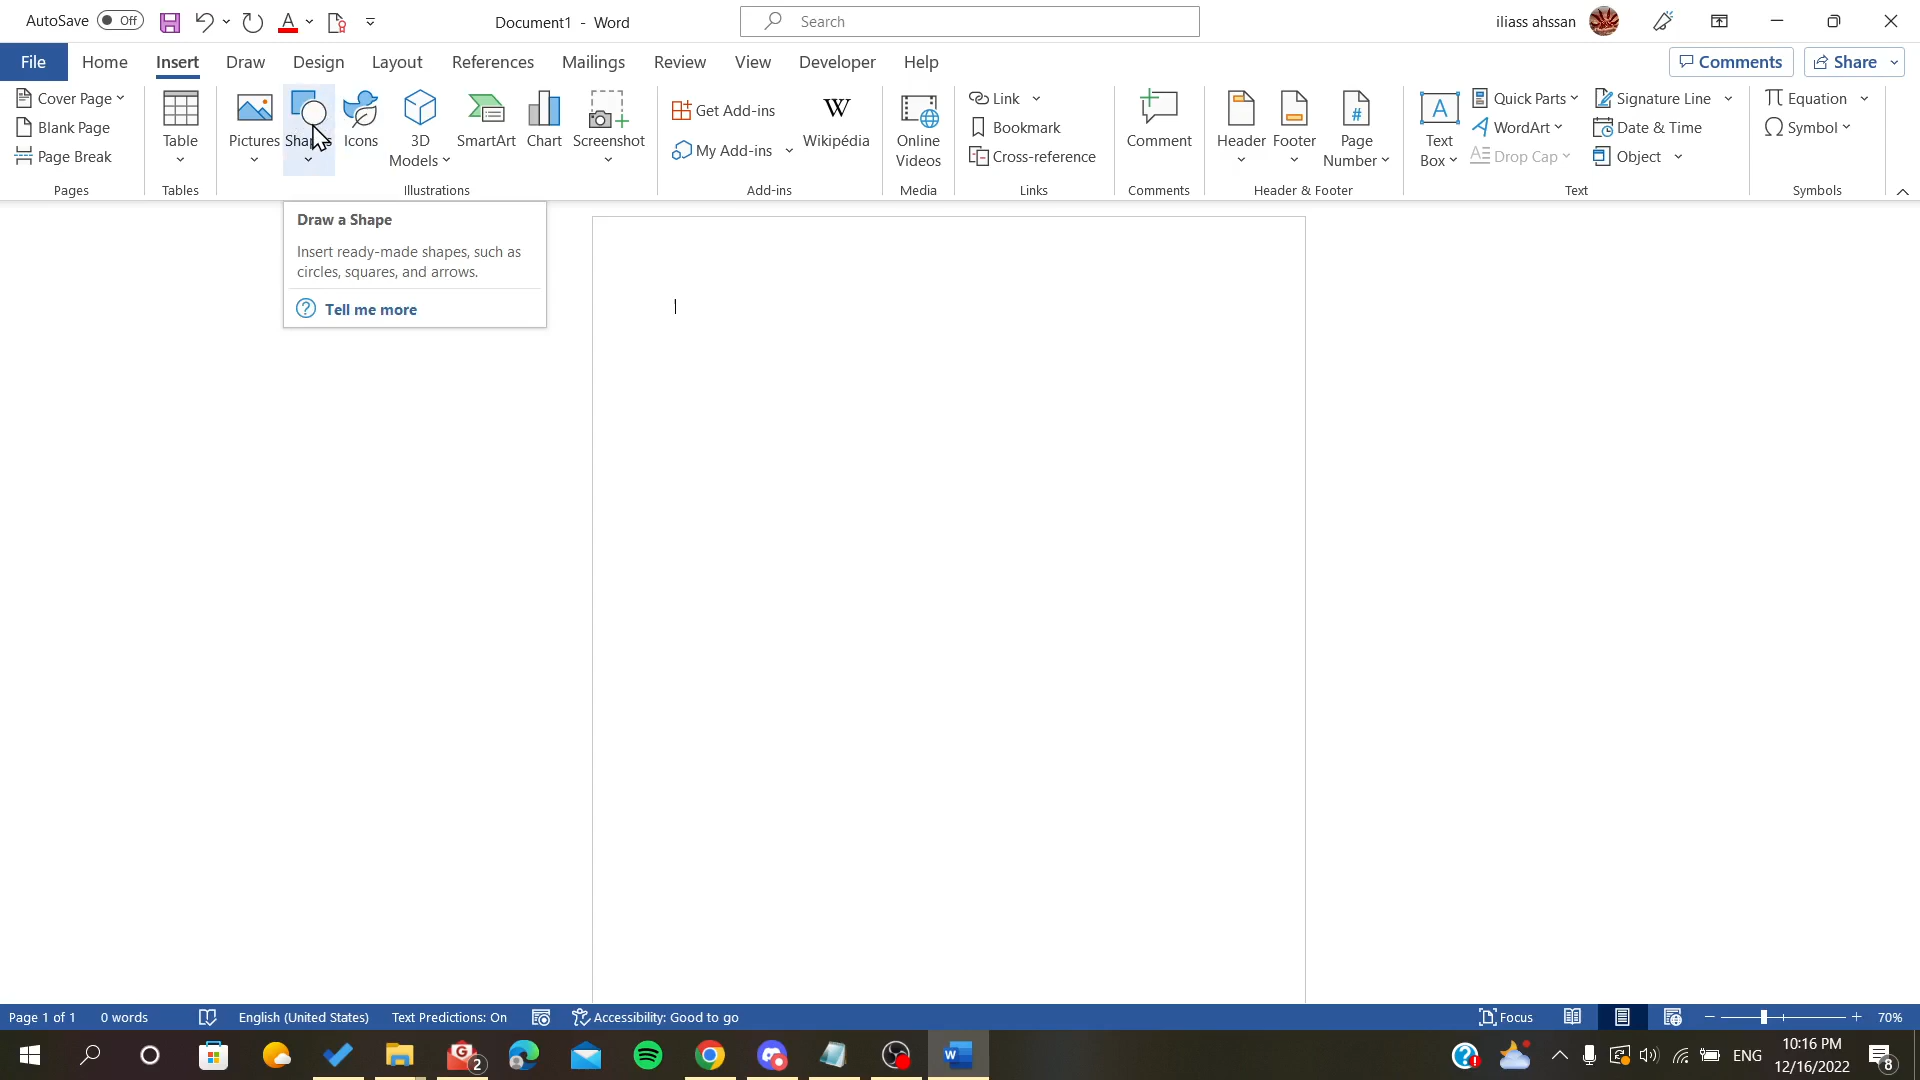 AutoSave Off
Document1 - Word
Search
iliass ahssan
File Home Insert Draw Design Layout References Mailings Review View Developer Help
Comments Share
Cover Page
Blank Page
Page Break
Pages
Table
Tables
Pictures
Icons
3D
Models
SmartArt
Chart
Screenshot
Illustrations
Get Add-ins
My Add-ins
W
Wikipédia
Add-ins
Online
Videos
Media
Link
Bookmark
Cross-reference
Links
Comment
Comments
Header
Footer
Page
Number
Header & Footer
Text
Box
Quick Parts
WordArt
Drop Cap
Signature Line
Date & Time
Object
Text
Equation
Symbol
Symbols
Draw a Shape
Insert ready-made shapes, such as
circles, squares, and arrows.
Tell me more
Page 1 of 1 0 words English (United States) Text Predictions: On Accessibility: Good to go
Focus
70%
2
ENG
10:16 PM
12/16/2022
8